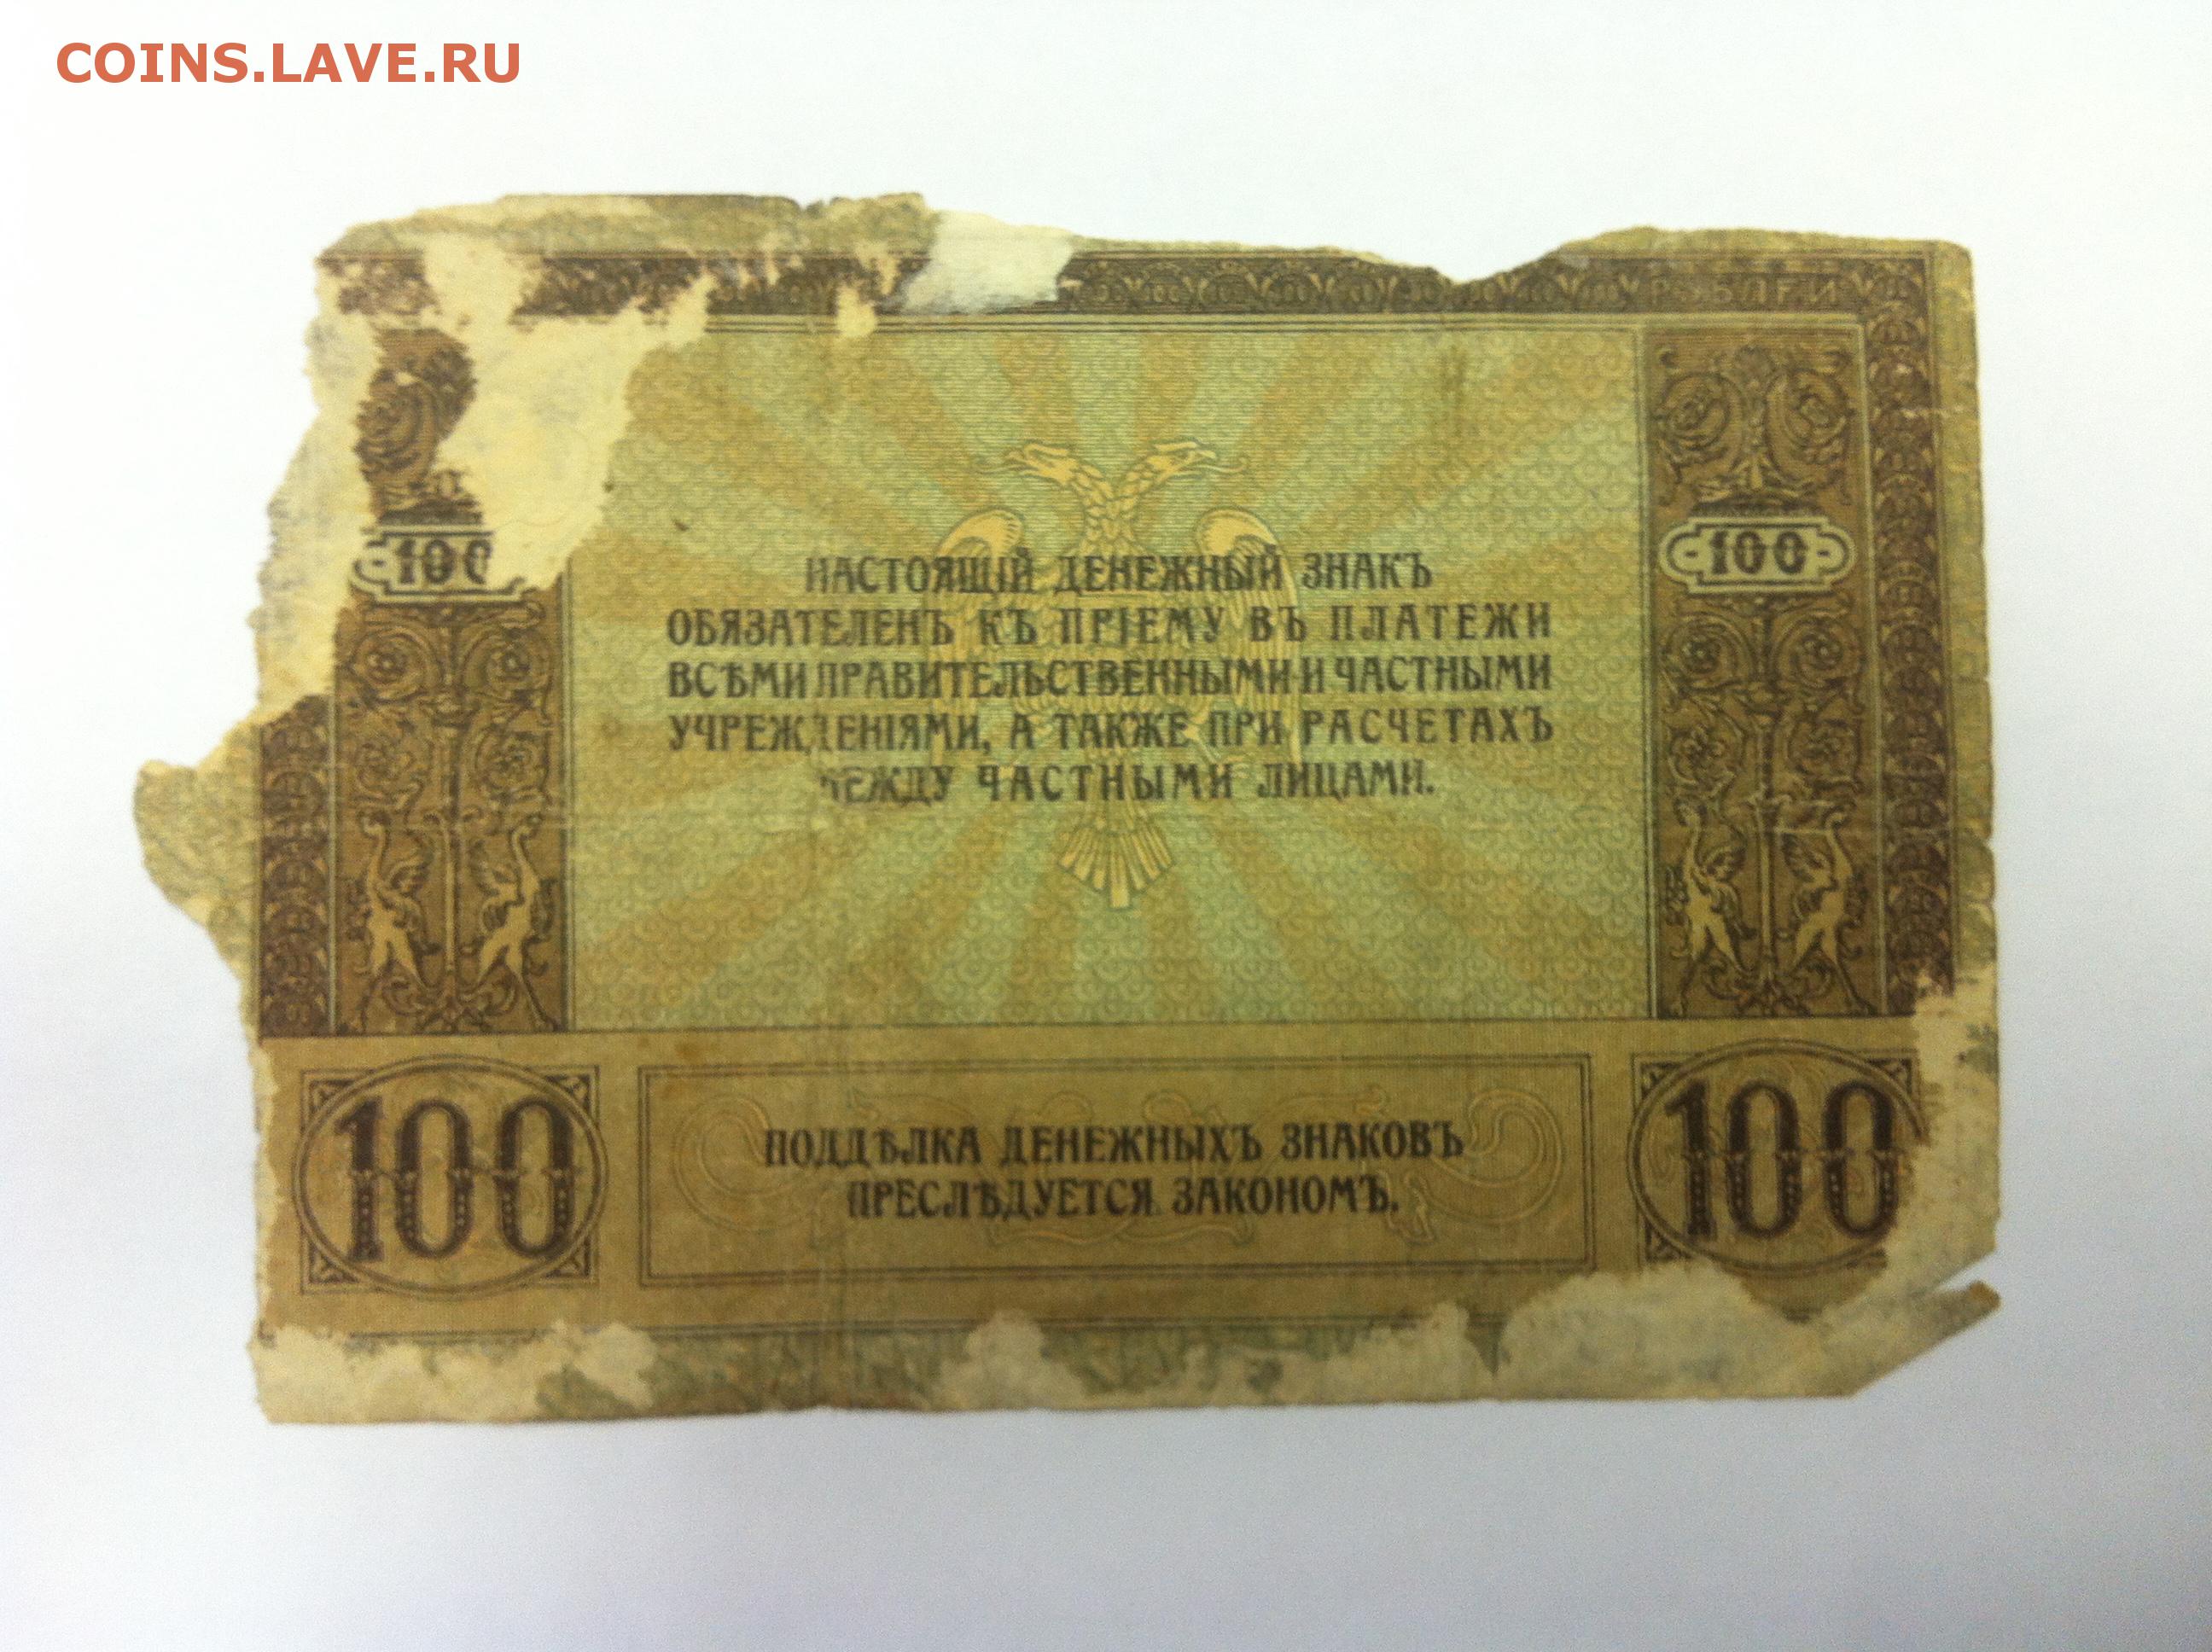 COINS.LAVE.RU
РУБЛЕЙ
100
100
НАСТОЯЩІЙ ДЕНЕЖНЫЙ ЗНАКЪ
ОБЯЗАТЕЛЕНЪ КЪ ПРІЕМУ ВЪ ПЛАТЕЖИ
ВСѢМИ ПРАВИТЕЛЬСТВЕННЫМИ И ЧАСТНЫМИ
УЧРЕЖДЕНІЯМИ, А ТАКЖЕ ПРИ РАСЧЕТАХЪ
МЕЖДУ ЧАСТНЫМИ ЛИЦАМИ.
100
ПОДДѢЛКА ДЕНЕЖНЫХЪ ЗНАКОВЪ
ПРЕСЛѢДУЕТСЯ ЗАКОНОМЪ.
100